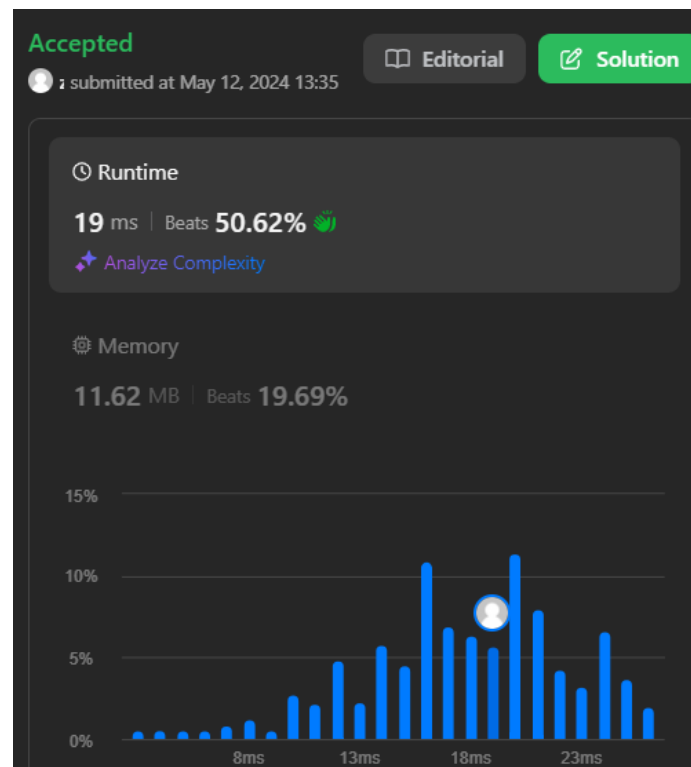 Accepted
Editorial
Solution
z submitted at May 12, 2024 13:35
Runtime
19 ms Beats 50.62%
Analyze Complexity
Memory
11.62 MB Beats 19.69%
15%
10%
5%
0%
8ms 13ms 18ms 23ms